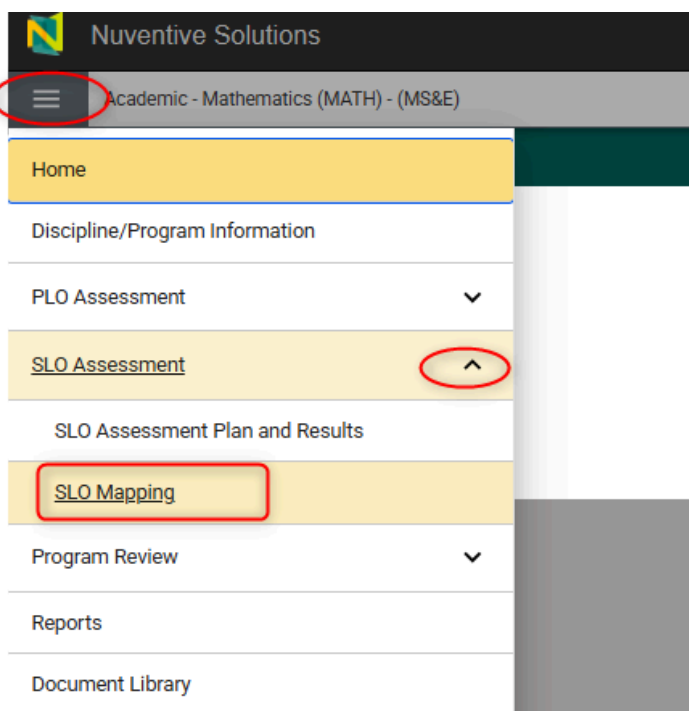 Nuventive Solutions
Academic - Mathematics (MATH) - (MS&E)
Home
Discipline/Program Information
PLO Assessment
SLO Assessment
SLO Assessment Plan and Results
SLO Mapping
Program Review
Reports
Document Library